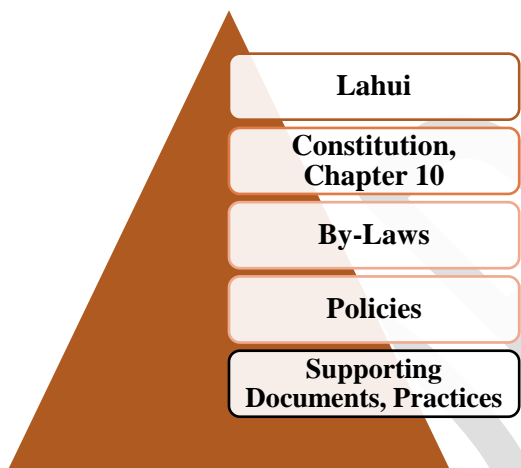 Lahui
Constitution,
Chapter 10
By-Laws
Policies
Supporting
Documents, Practices